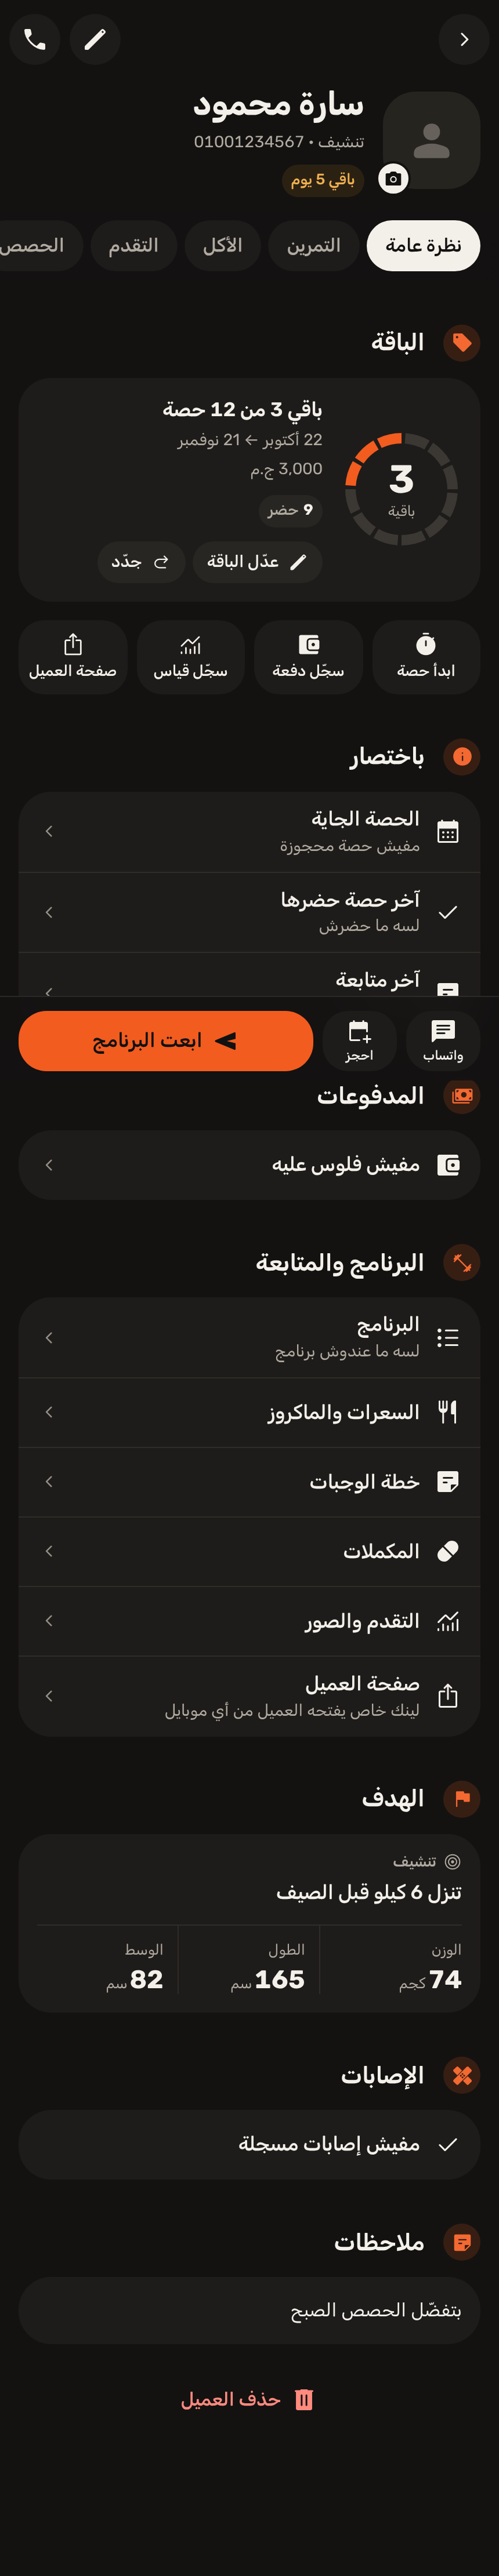 سارة محمود
تنشيف • 01001234567
باقي 5 يوم
نظرة عامة
التمرين
الأكل
التقدم
الحصص
الباقة
باقي 3 من 12 حصة
22 أكتوبر ← 21 نوفمبر
3,000 ج.م
9 حضر
3
باقية
عدّل الباقة
جدّد
ابدأ حصة
سجّل دفعة
سجّل قياس
صفحة العميل
باختصار
الحصة الجاية
مفيش حصة محجوزة
آخر حصة حضرها
لسه ما حضرش
آخر متابعة
واتساب
احجز
ابعت البرنامج
المدفوعات
مفيش فلوس عليه
البرنامج والمتابعة
البرنامج
لسه ما عندوش برنامج
السعرات والماكروز
خطة الوجبات
المكملات
التقدم والصور
صفحة العميل
لينك خاص يفتحه العميل من أي موبايل
الهدف
تنشيف
تنزل 6 كيلو قبل الصيف
الوزن
74 كجم
الطول
165 سم
الوسط
82 سم
الإصابات
مفيش إصابات مسجلة
ملاحظات
بتفضّل الحصص الصبح
حذف العميل